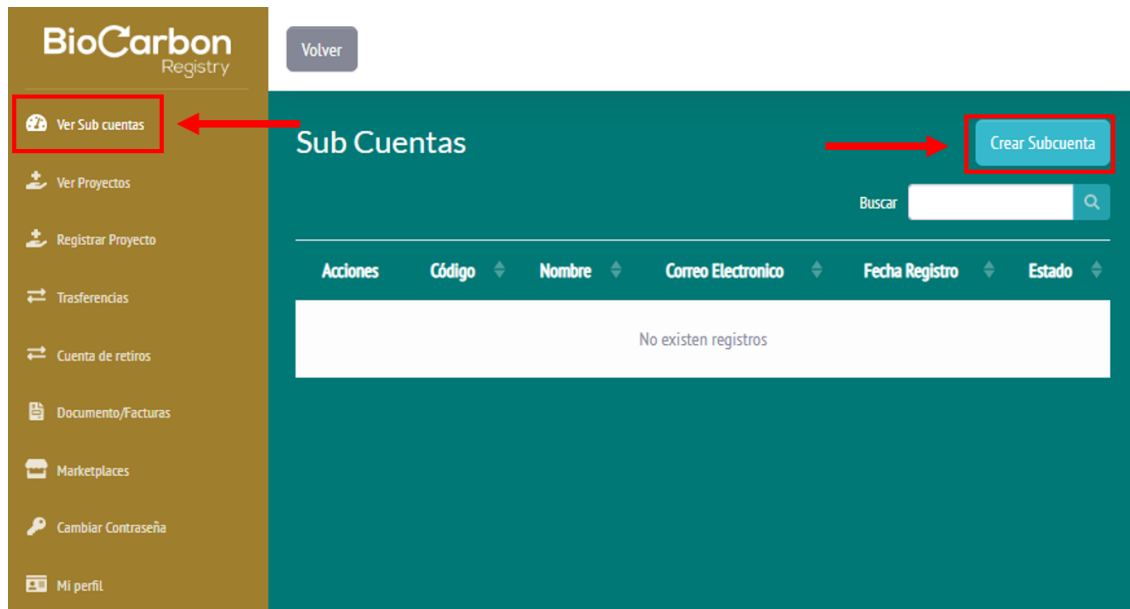 BioCarbon
Registry
Volver
Ver Sub cuentas
Ver Proyectos
Registrar Proyecto
Trasferencias
Cuenta de retiros
Documento/Facturas
Marketplaces
Cambiar Contraseña
Mi perfil
Sub Cuentas
Crear Subcuenta
Buscar
Acciones Código Nombre Correo Electronico Fecha Registro Estado
No existen registros